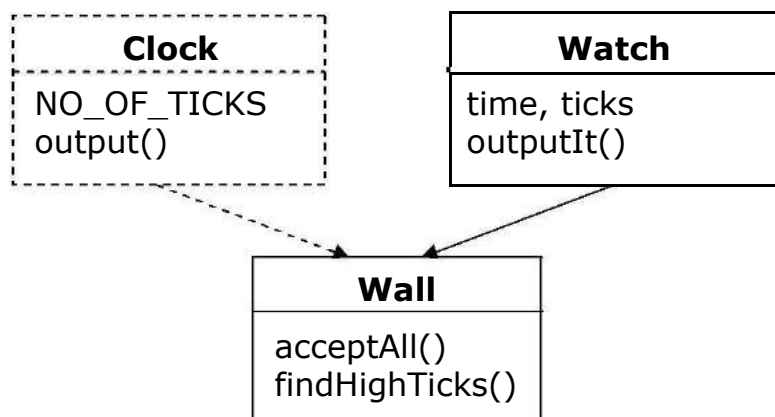 Clock
NO_OF_TICKS
output()
Watch
time, ticks
outputIt()
Wall
acceptAll()
findHighTicks()